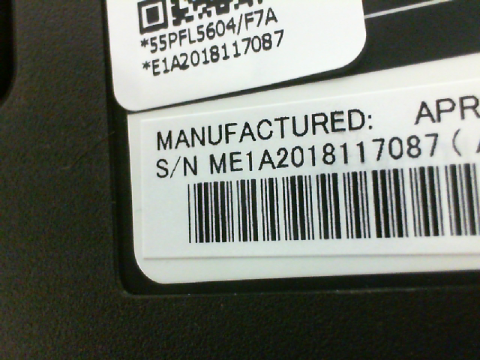 *55PFL5604/F7A
*E1A2018117087
MANUFACTURED: APR
S/N ME1A2018117087 (